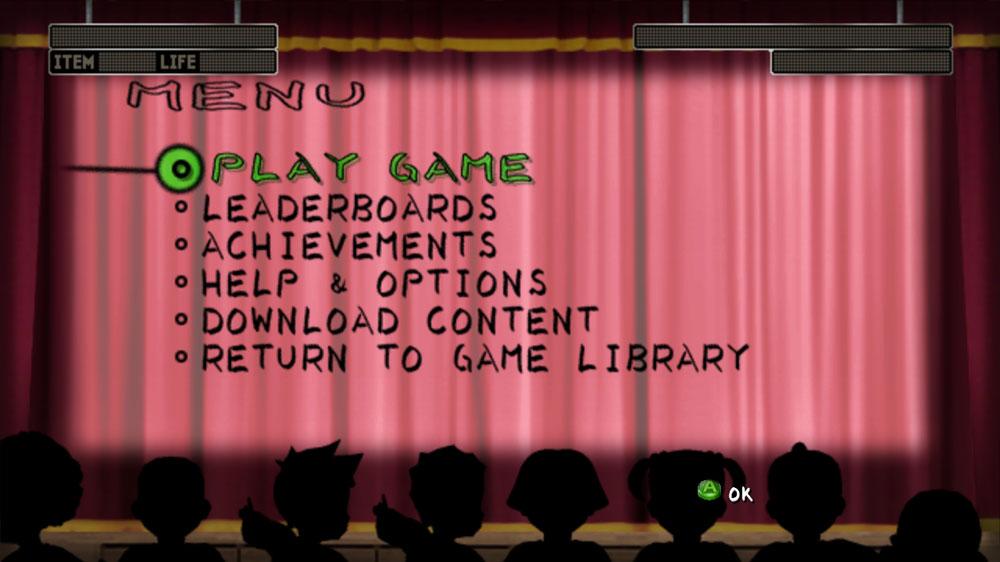 ITEM LIFE
MENU
PLAY GAME
LEADERBOARDS
ACHIEVEMENTS
HELP & OPTIONS
DOWNLOAD CONTENT
RETURN TO GAME LIBRARY
A OK